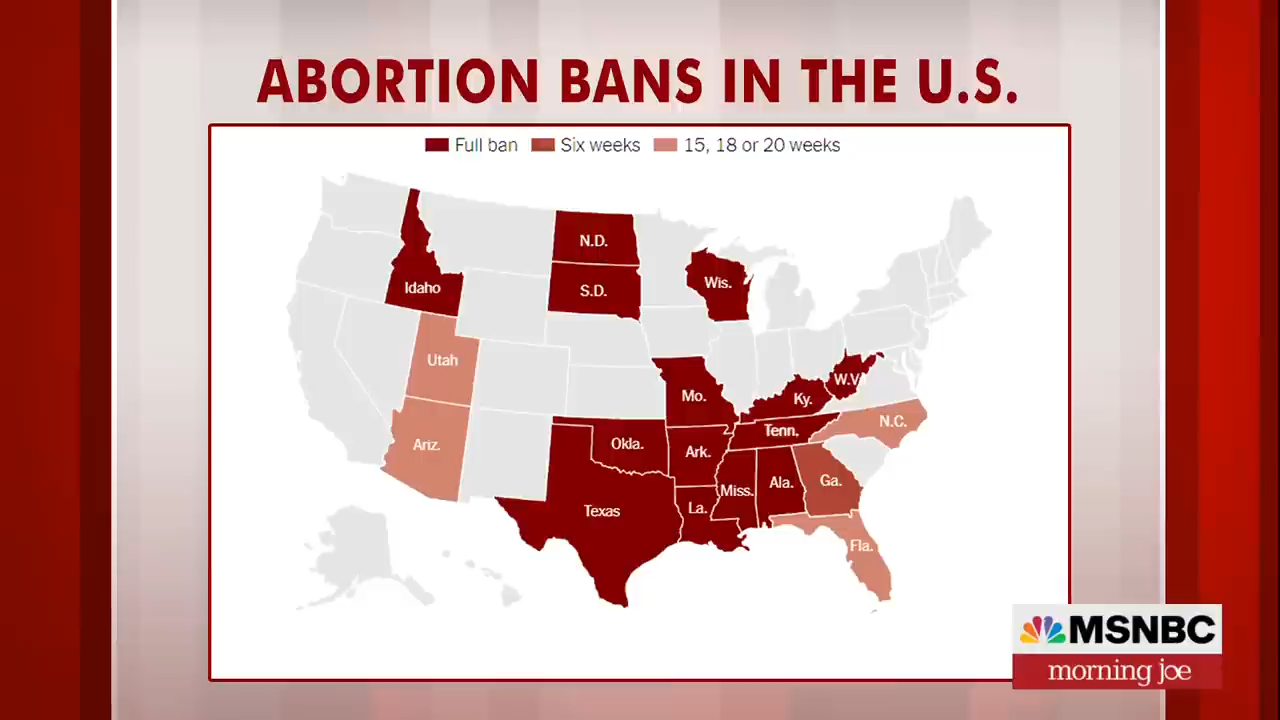 ABORTION BANS IN THE U.S.
Full ban Six weeks 15, 18 or 20 weeks
N.D.
Idaho
S.D.
Wis.
Utah
Mo.
Ky.
W.V
Ariz.
Okla.
Ark.
Tenn.
N.C.
Texas
La.
Miss.
Ala.
Ga.
Fla.
MSNBC
morning joe